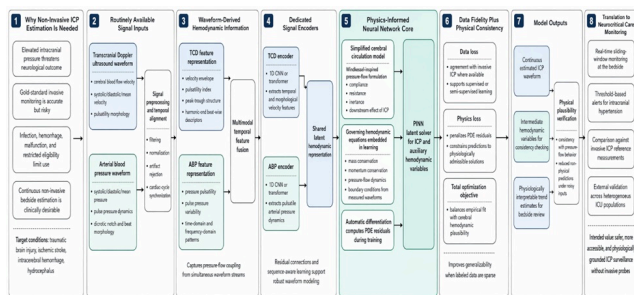 1
Why Non-Invasive ICP
Estimation Is Needed
Elevated intracranial
pressure threatens
neurological outcome
Gold-standard invasive
monitoring is accurate but
risky
Infection, hemorrhage,
malfunction, and
restricted eligibility
limit use
Continuous non-invasive
bedside estimation is
clinically desirable
Target conditions: traumatic
brain injury, ischemic stroke,
intracerebral hemorrhage,
hydrocephalus
2
Routinely Available
Signal Inputs
Transcranial Doppler
ultrasound waveform
• cerebral blood flow velocity
• systolic/diastolic/mean
velocity
• pulsatility morphology
Arterial blood
pressure waveform
• systolic/diastolic/mean
pressure
• pulse pressure dynamics
• dicrotic notch and beat
morphology
Signal
preprocessing
and temporal
alignment
• filtering
• normalization
• artifact
rejection
• cardiac cycle
synchronization
3
Waveform-Derived
Hemodynamic Information
TCD feature
representation
• velocity envelope
• pulsatility index
• peak-trough structure
• harmonic and beat-wise
descriptors
ABP feature
representation
• pressure pulsatility
• pulse pressure
variability
• time-domain and
frequency-domain
patterns
Multimodal
temporal
feature
fusion
Captures pressure-flow coupling
from simultaneous waveform streams
4
Dedicated
Signal Encoders
TCD encoder
• 1D CNN or
transformer
• extracts temporal
and morphological
velocity features
ABP encoder
• 1D CNN or
transformer
• extracts pulsatile
arterial pressure
dynamics
Shared
latent
hemodynamic
representation
Residual connections and
sequence-aware learning support
robust waveform modeling
5
Physics-Informed
Neural Network Core
Simplified cerebral
circulation model
Windkessel-inspired
pressure-flow formulation
• compliance
• resistance
• inertance
• downstream effect of ICP
Governing hemodynamic
equations embedded
in learning
• mass conservation
• momentum conservation
• pressure-flow dynamics
• boundary conditions from
measured waveforms
Automatic differentiation
computes PDE residuals
during training
PINN
latent solver
for ICP and
auxiliary
hemodynamic
variables
6
Data Fidelity Plus
Physical Consistency
Data loss
• agreement with invasive ICP
where available
• supports supervised or
semi-supervised learning
Physics loss
• penalizes PDE residuals
• constrains predictions to
physiologically
admissible solutions
Total optimization
objective
• balances empirical fit
with cerebral
hemodynamic
plausibility
Improves generalizability
when labeled data are sparse
7
Model Outputs
Continuous
estimated ICP
waveform
Intermediate
hemodynamic
variables for
consistency checking
Physiologically
interpretable trend
estimates for
bedside review
Physical
plausibility
verification
• consistency
with pressure-flow
behavior
• reduced non-
physical
predictions
under noisy
inputs
8
Translation to
Neurocritical Care
Monitoring
Real-time sliding-
window monitoring
at the bedside
Threshold-based
alerts for intracranial
hypertension
Comparison against
invasive ICP reference
measurements
External validation
across heterogeneous
ICU populations
Intended value: safer, more
accessible, and physiologically
grounded ICP surveillance
without invasive probes